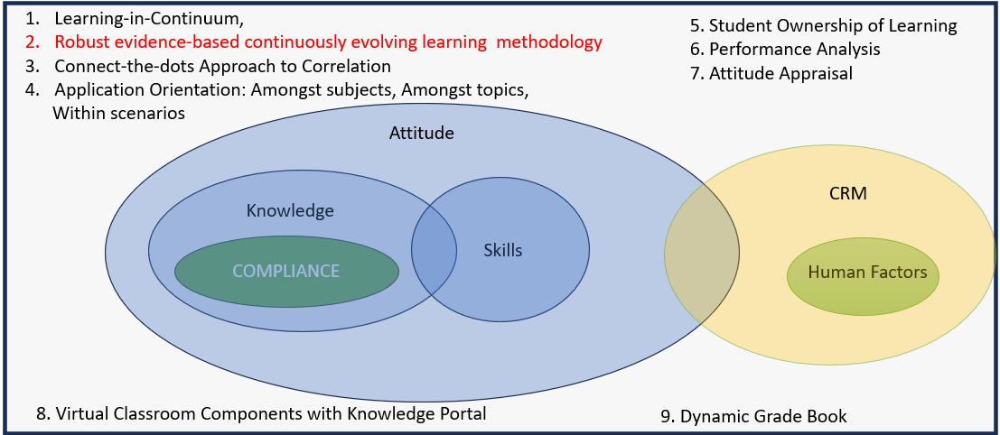 1. Learning-in-Continuum,
2. Robust evidence-based continuously evolving learning methodology
3. Connect-the-dots Approach to Correlation
4. Application Orientation: Amongst subjects, Amongst topics,
Within scenarios
5. Student Ownership of Learning
6. Performance Analysis
7. Attitude Appraisal
Attitude
Knowledge
COMPLIANCE
Skills
CRM
Human Factors
8. Virtual Classroom Components with Knowledge Portal
9. Dynamic Grade Book